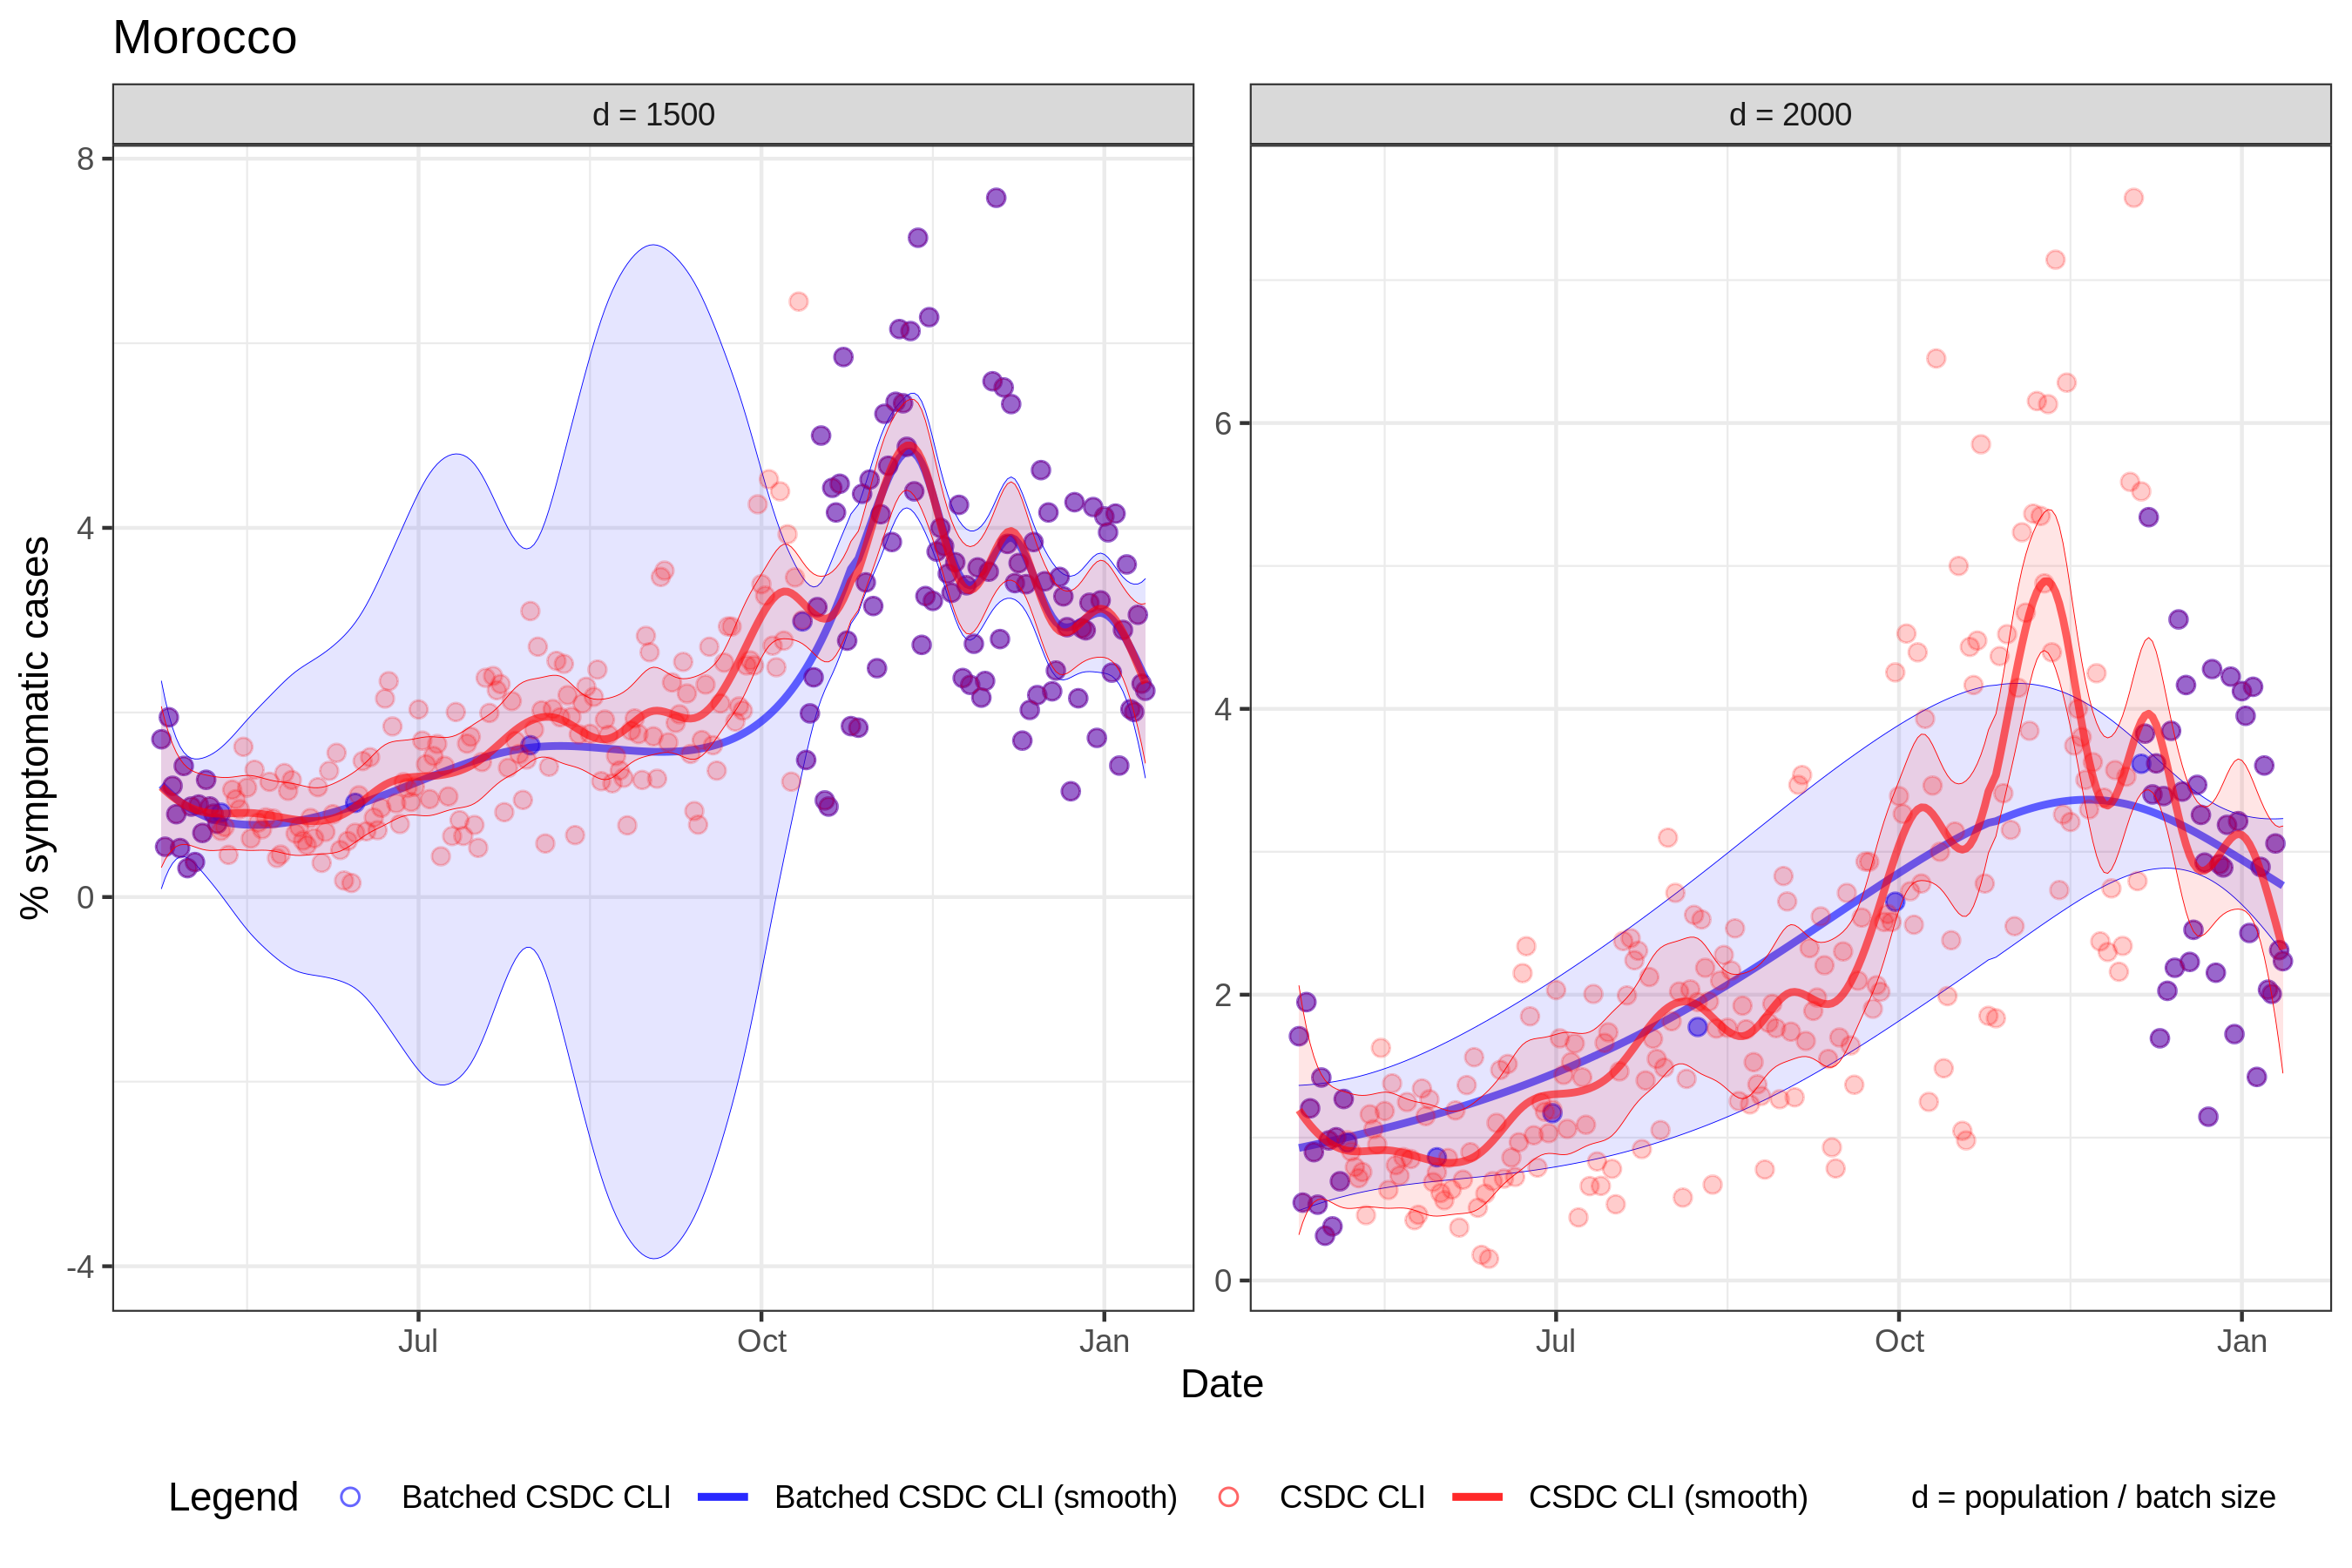 Morocco
d = 1500
d = 2000
% symptomatic cases
8
4
0
-4
6
4
2
0
Jul
Oct
Jan
Jul
Oct
Jan
Date
Legend Batched CSDC CLI Batched CSDC CLI (smooth) CSDC CLI CSDC CLI (smooth) d = population / batch size